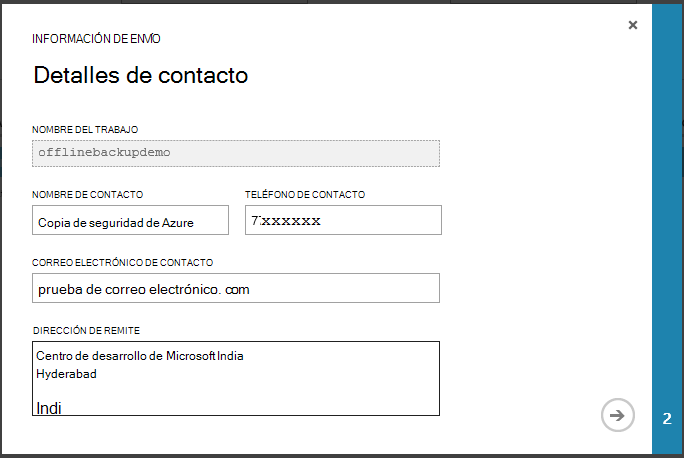 INFORMACIÓN DE ENVÍO
Detalles de contacto
NOMBRE DEL TRABAJO
offlinebackupdemo
NOMBRE DE CONTACTO
TELÉFONO DE CONTACTO
Copia de seguridad de Azure
7:xxxxxx
CORREO ELECTRÓNICO DE CONTACTO
prueba de correo electrónico. com
DIRECCIÓN DE REMITE
Centro de desarrollo de Microsoft India
Hyderabad
Indi
2